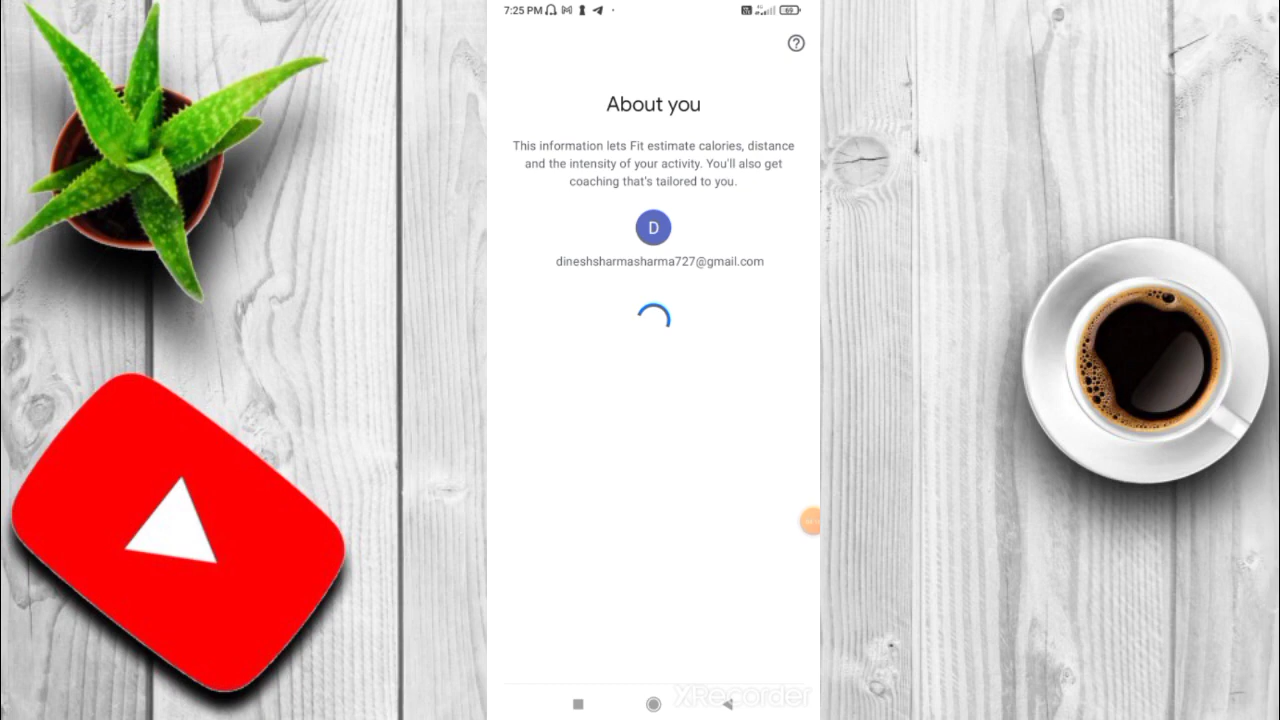 7:25 PM
69
About you
This information lets Fit estimate calories, distance
and the intensity of your activity. You'll also get
coaching that's tailored to you.
D
dineshsharmasharma727@gmail.com
XRecorder